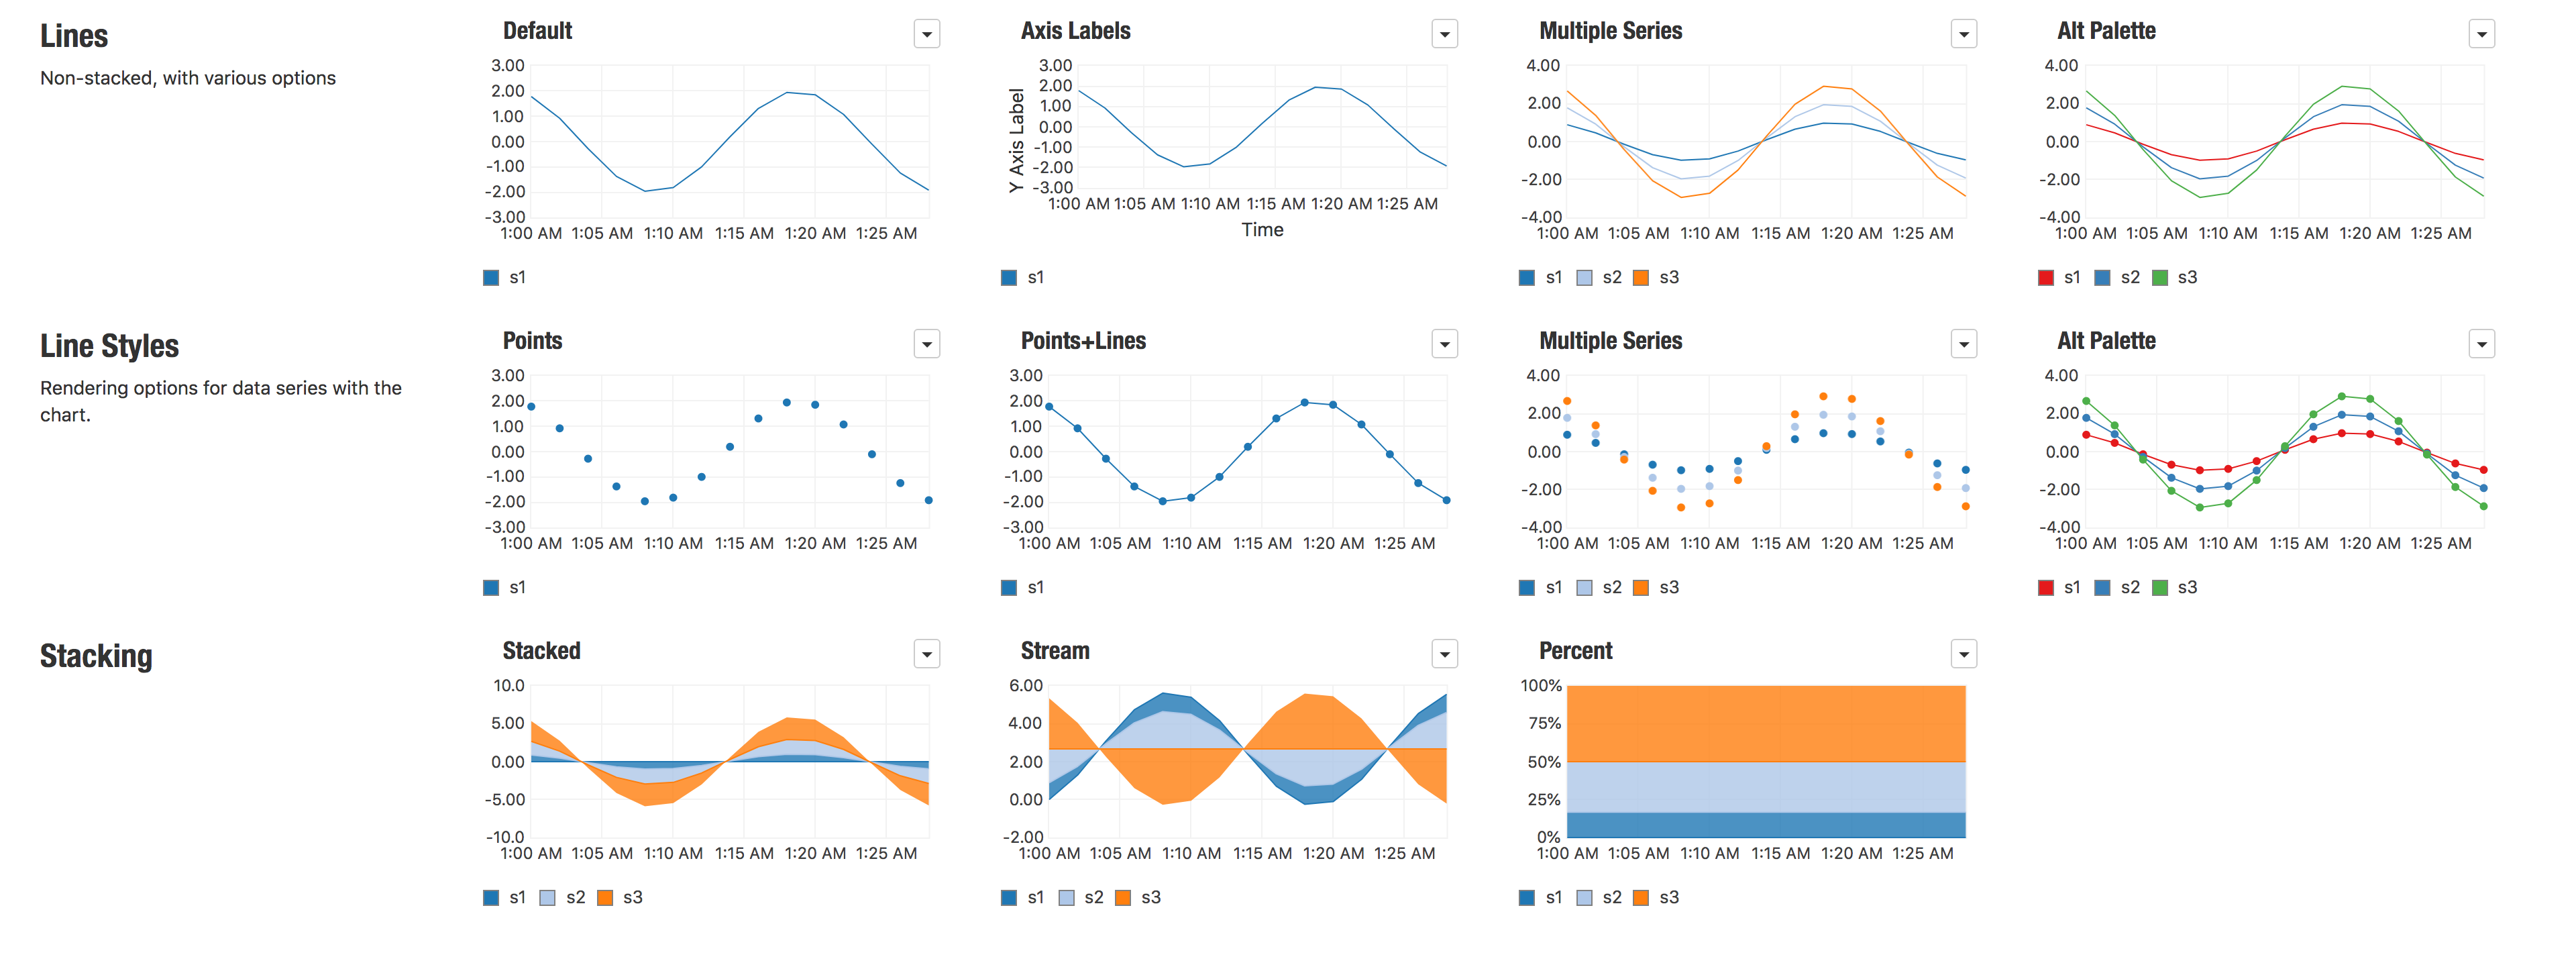 Lines
Non-stacked, with various options
Default
3.00
2.00
1.00
0.00
-1.00
-2.00
-3.00
1:00 AM 1:05 AM 1:10 AM 1:15 AM 1:20 AM 1:25 AM
s1
Axis Labels
Y Axis Label
3.00
2.00
1.00
0.00
-1.00
-2.00
-3.00
1:00 AM 1:05 AM 1:10 AM 1:15 AM 1:20 AM 1:25 AM
Time
s1
Multiple Series
4.00
2.00
0.00
-2.00
-4.00
1:00 AM 1:05 AM 1:10 AM 1:15 AM 1:20 AM 1:25 AM
s1 s2 s3
Alt Palette
4.00
2.00
0.00
-2.00
-4.00
1:00 AM 1:05 AM 1:10 AM 1:15 AM 1:20 AM 1:25 AM
s1 s2 s3
Line Styles
Rendering options for data series with the
chart.
Points
3.00
2.00
1.00
0.00
-1.00
-2.00
-3.00
1:00 AM 1:05 AM 1:10 AM 1:15 AM 1:20 AM 1:25 AM
s1
Points+Lines
3.00
2.00
1.00
0.00
-1.00
-2.00
-3.00
1:00 AM 1:05 AM 1:10 AM 1:15 AM 1:20 AM 1:25 AM
s1
Multiple Series
4.00
2.00
0.00
-2.00
-4.00
1:00 AM 1:05 AM 1:10 AM 1:15 AM 1:20 AM 1:25 AM
s1 s2 s3
Alt Palette
4.00
2.00
0.00
-2.00
-4.00
1:00 AM 1:05 AM 1:10 AM 1:15 AM 1:20 AM 1:25 AM
s1 s2 s3
Stacking
Stacked
10.0
5.00
0.00
-5.00
-10.0
1:00 AM 1:05 AM 1:10 AM 1:15 AM 1:20 AM 1:25 AM
s1 s2 s3
Stream
6.00
4.00
2.00
0.00
-2.00
1:00 AM 1:05 AM 1:10 AM 1:15 AM 1:20 AM 1:25 AM
s1 s2 s3
Percent
100%
75%
50%
25%
0%
1:00 AM 1:05 AM 1:10 AM 1:15 AM 1:20 AM 1:25 AM
s1 s2 s3